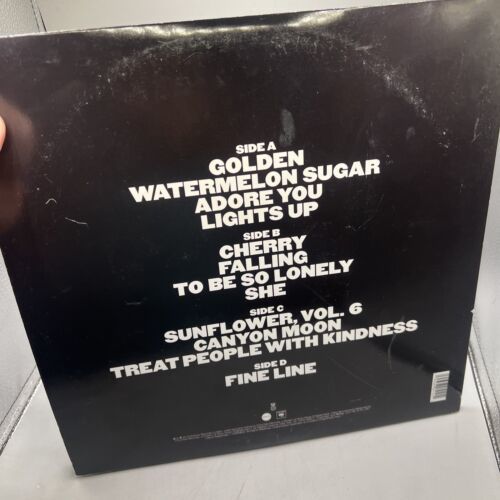 SIDE A
GOLDEN
WATERMELON SUGAR
ADORE YOU
LIGHTS UP
SIDE B
CHERRY
FALLING
TO BE SO LONELY
SHE
SIDE C
SUNFLOWER, VOL. 6
CANYON MOON
TREAT PEOPLE WITH KINDNESS
SIDE D
FINE LINE